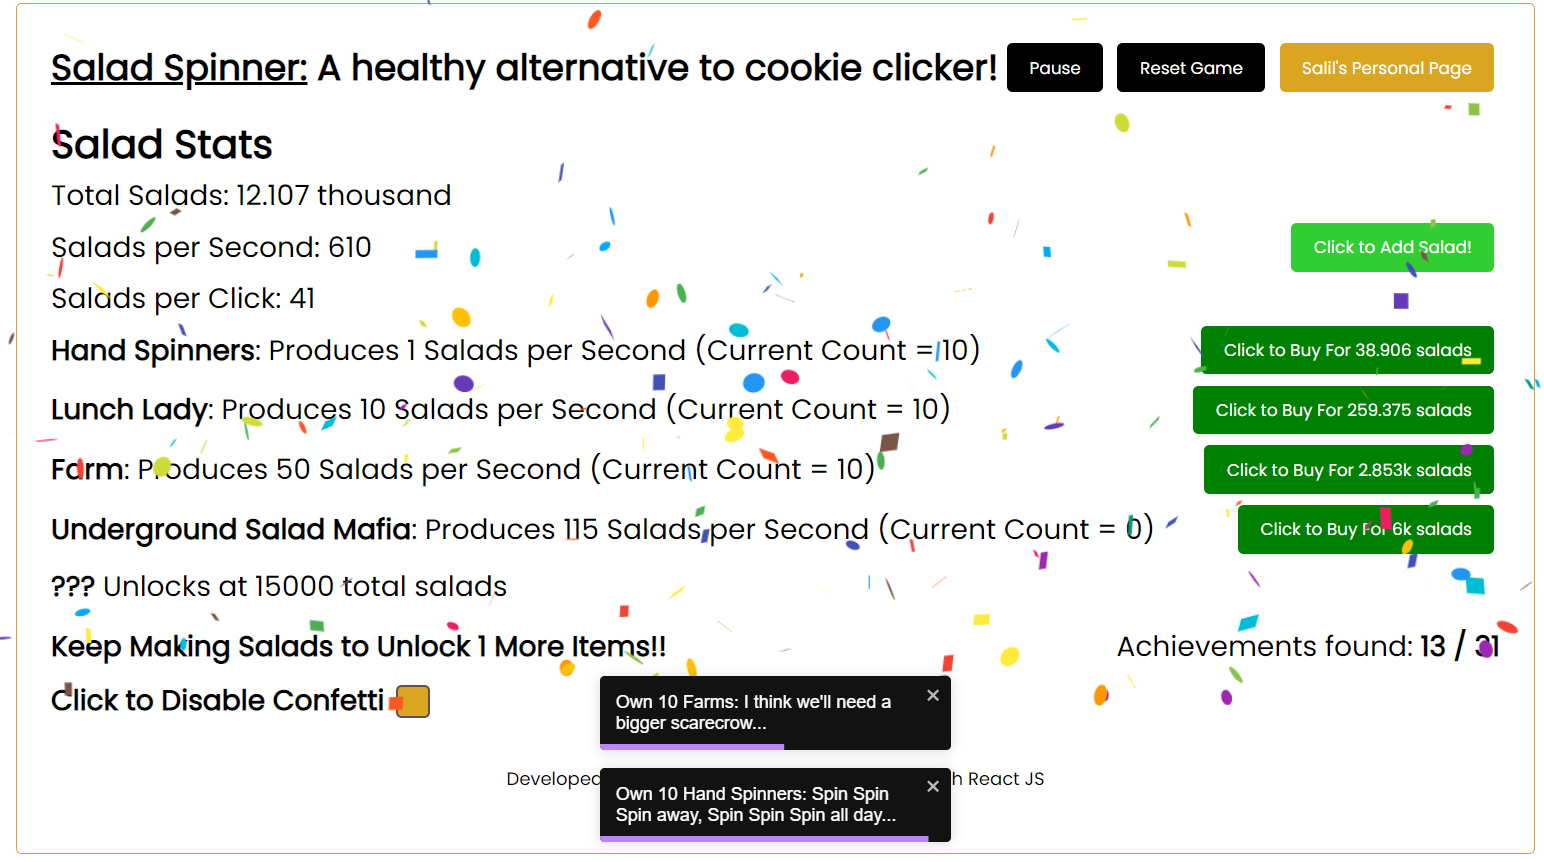 Salad Spinner: A healthy alternative to cookie clicker!
Pause
Reset Game
Salil's Personal Page
Salad Stats
Total Salads: 12.107 thousand
Salads per Second: 610
Click to Add Salad!
Salads per Click: 41
Hand Spinners: Produces 1 Salads per Second (Current Count = 10)
Click to Buy For 38.906 salads
Lunch Lady: Produces 10 Salads per Second (Current Count = 10)
Click to Buy For 259.375 salads
Farm: Produces 50 Salads per Second (Current Count = 10)
Click to Buy For 2.853k salads
Underground Salad Mafia: Produces 115 Salads per Second (Current Count = 0)
Click to Buy For 6k salads
??? Unlocks at 15000 total salads
Keep Making Salads to Unlock 1 More Items!!
Achievements found: 13 / 31
Click to Disable Confetti
Own 10 Farms: I think we'll need a
bigger scarecrow...
Developed
React JS
Own 10 Hand Spinners: Spin Spin
Spin away, Spin Spin Spin all day...